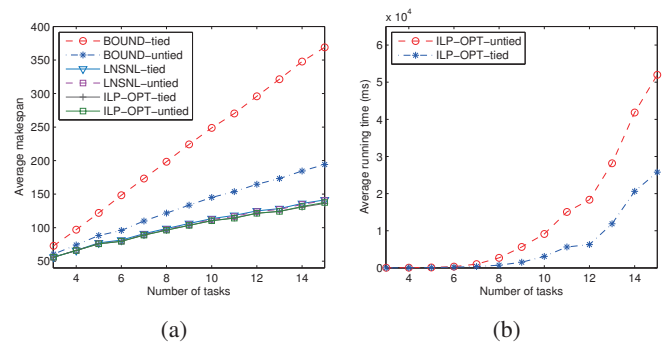 400
350
300
250
200
150
100
50
Average makespan
BOUND-tied
BOUND-untied
LNSNL-tied
LNSNL-untied
ILP-OPT-tied
ILP-OPT-untied
4 6 8 10 12 14
Number of tasks
(a)
x 10^4
6
5
4
3
2
1
0
Average running time (ms)
ILP-OPT-untied
ILP-OPT-tied
4 6 8 10 12 14
Number of tasks
(b)